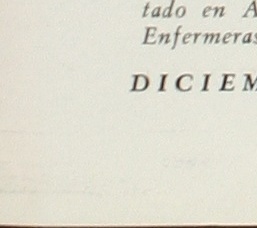 tado en A
Enfermeras
DICIEM